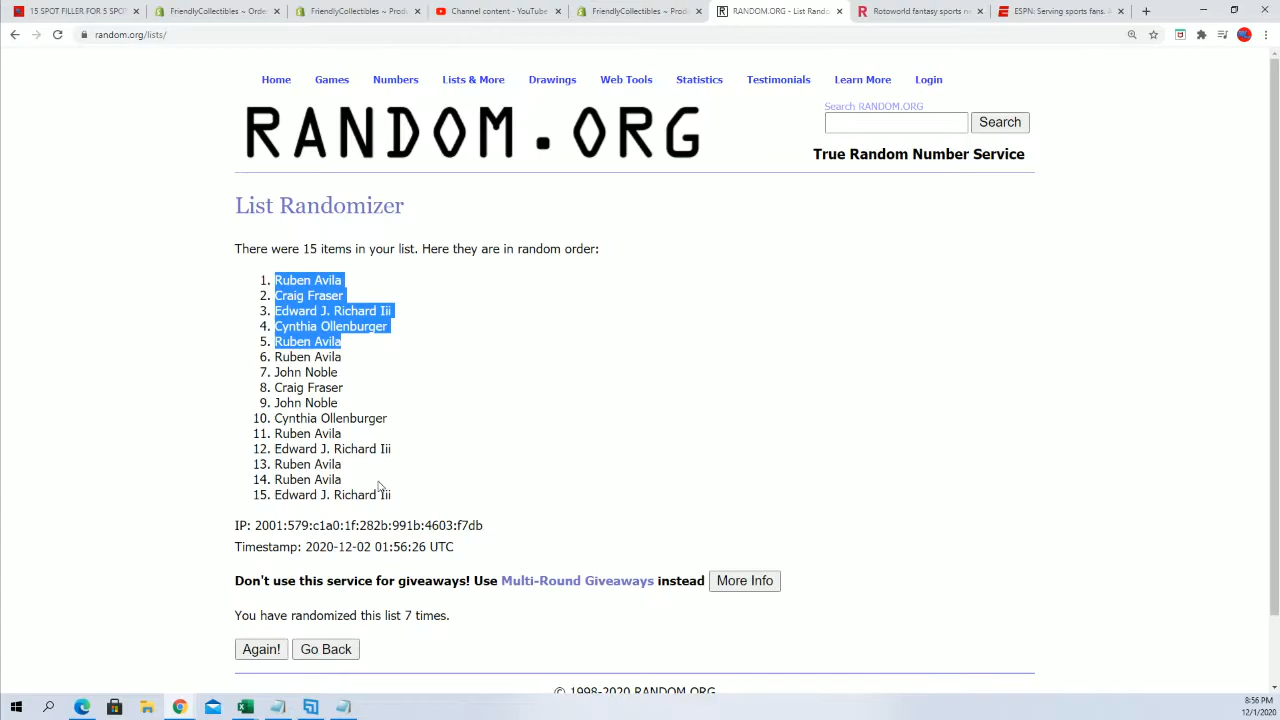 15 SPOT FILLER FOR 5 SPOT
FriendlyCollectibles ~ Orde
FriendlyCollectibles ~ Produ
Channel content - YouTube
FriendlyCollectibles ~ Produ
RANDOM.ORG - List Rando
Rotoworld fantasy sports ne
ESPN: Serving sports fans. A
random.org/lists/
Home Games Numbers Lists & More Drawings Web Tools Statistics Testimonials Learn More Login
RANDOM.ORG
Search RANDOM.ORG
Search
True Random Number Service
List Randomizer
There were 15 items in your list. Here they are in random order:
1. Ruben Avila
2. Craig Fraser
3. Edward J. Richard Iii
4. Cynthia Ollenburger
5. Ruben Avila
6. Ruben Avila
7. John Noble
8. Craig Fraser
9. John Noble
10. Cynthia Ollenburger
11. Ruben Avila
12. Edward J. Richard Iii
13. Ruben Avila
14. Ruben Avila
15. Edward J. Richard Iii
IP: 2001:579:c1a0:1f:282b:991b:4603:f7db
Timestamp: 2020-12-02 01:56:26 UTC
Don't use this service for giveaways! Use Multi-Round Giveaways instead More Info
You have randomized this list 7 times.
Again! Go Back
© 1998-2020 RANDOM.ORG
8:56 PM
12/1/2020